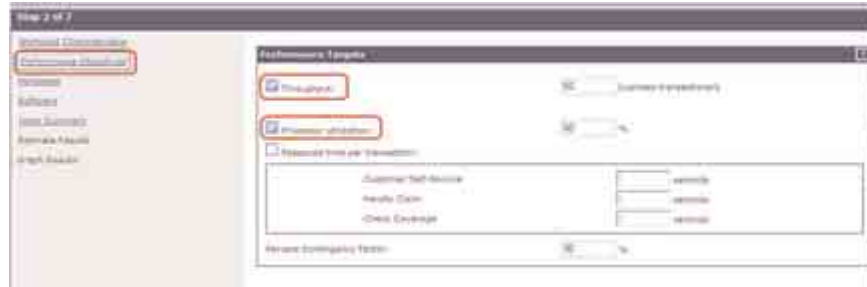 Step 2 of 7
Workload Characteristics
Performance Objectives
Hardware
Software
Input Summary
Estimate Results
Graph Results
Performance Targets
Throughput: business transactions/s
Processor utilization: %
Response time per transaction:
Customer Self-Service seconds
Handle Claim seconds
Check Coverage seconds
Percent Contingency Factor: %